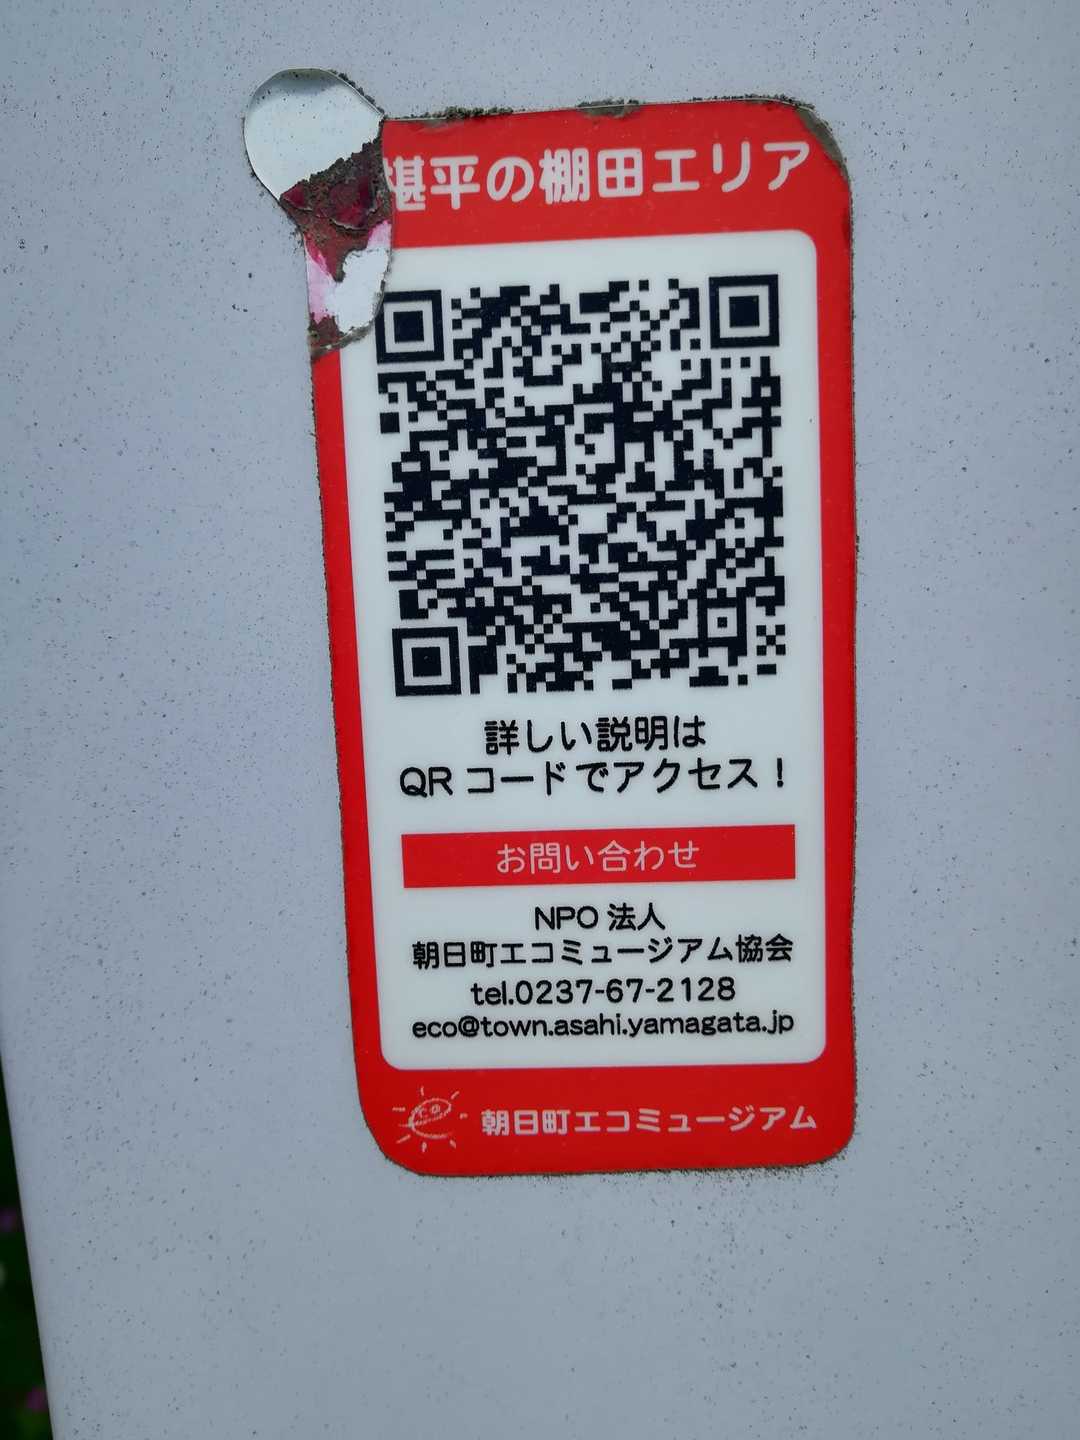 椹平の棚田エリア
詳しい説明は
QRコードでアクセス！
お問い合わせ
NPO法人
朝日町エコミュージアム協会
tel.0237-67-2128
eco@town.asahi.yamagata.jp
朝日町エコミュージアム